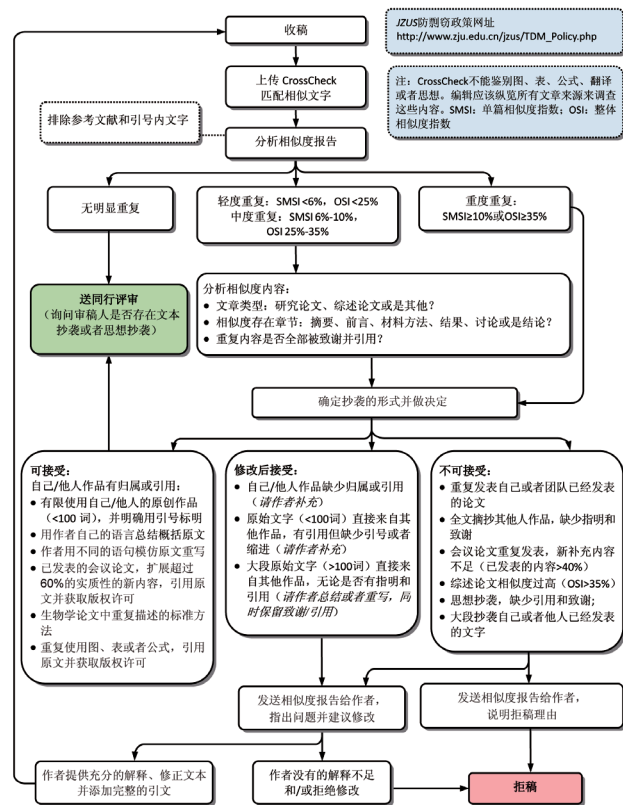 收稿
JZUS防剽窃政策网址
http://www.zju.edu.cn/jzus/TDM_Policy.php
上传 CrossCheck
匹配相似文字
注：CrossCheck不能鉴别图、表、公式、翻译
或者思想。编辑应该纵览所有文章来源来调查
这些内容。SMSI：单篇相似度指数；OSI：整体
相似度指数
排除参考文献和引号内文字
分析相似度报告
无明显重复
轻度重复：SMSI <6%，OSI <25%
中度重复：SMSI 6%-10%，
OSI 25%-35%
重度重复：
SMSI≥10%或OSI≥35%
送同行评审
（询问审稿人是否存在文本
抄袭或者思想抄袭）
分析相似度内容：
• 文章类型：研究论文、综述论文或是其他？
• 相似度存在章节：摘要、前言、材料方法、结果、讨论或是结论？
• 重复内容是否全部被致谢并引用？
确定抄袭的形式并做决定
可接受：
自己/他人作品有归属或引用：
• 有限使用自己/他人的原创作品
（<100 词），并明确用引号标明
• 用作者自己的语言总结概括原文
• 作者用不同的语句模仿原文重写
• 已发表的会议论文，扩展超过
60%的实质性的新内容，引用原
文并获取版权许可
• 生物学论文中重复描述的标准方
法
• 重复使用图、表或者公式，引用
原文并获取版权许可
修改后接受：
• 自己/他人作品缺少归属或引用
（请作者补充）
• 原始文字（<100词）直接来自其
他作品，有引用但缺少引号或者
缩进（请作者补充）
• 大段原始文字（>100词）直接来
自其他作品，无论是否有指明和
引用（请作者总结或者重写，同
时保留致谢/引用）
不可接受：
• 重复发表自己或者团队已经发表
的论文
• 全文摘抄其他人作品，缺少指明和
致谢
• 会议论文重复发表，新补充内容
不足（已发表的内容>40%）
• 综述论文相似度过高（OSI>35%）
• 思想抄袭，缺少引用和致谢；
• 大段抄袭自己或者他人已经发表
的文字
发送相似度报告给作者，
指出问题并建议修改
发送相似度报告给作者，
说明拒稿理由
作者提供充分的解释、修正文本
并添加完整的引文
作者没有的解释不足
和/或拒绝修改
拒稿